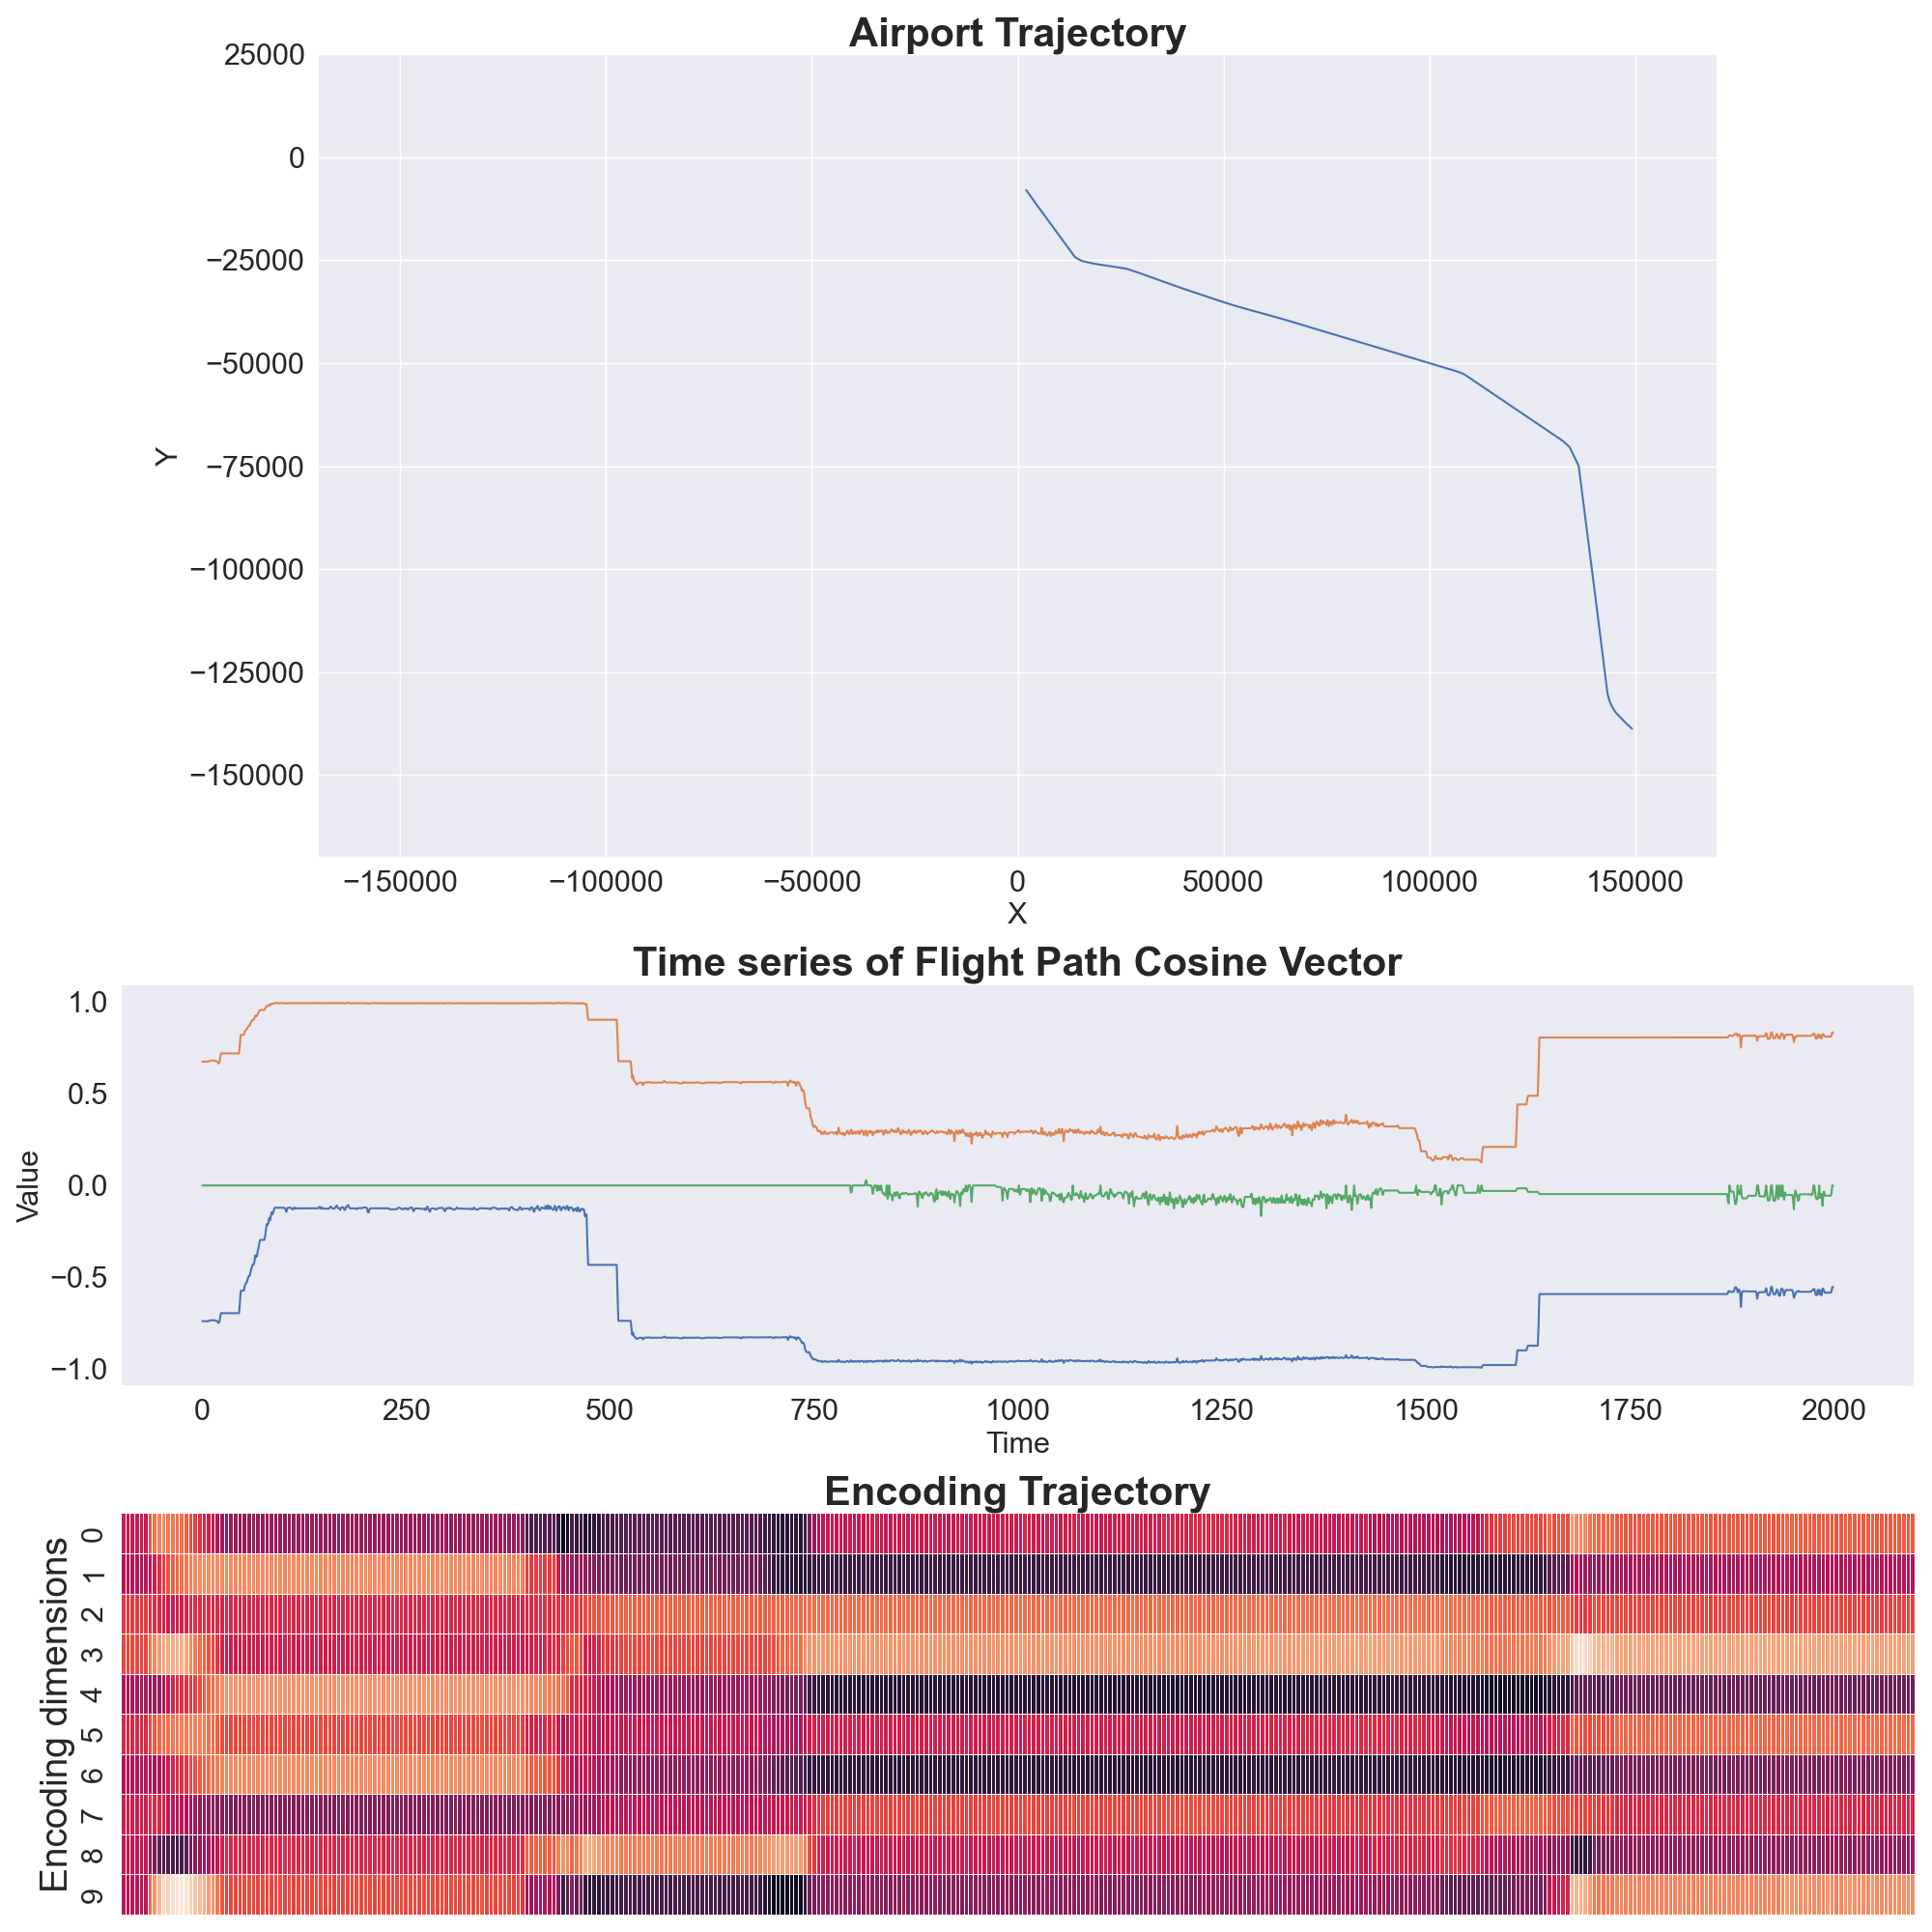 Airport Trajectory
25000
0
−25000
−50000
−75000
−100000
−125000
−150000
Y
−150000 −100000 −50000 0 50000 100000 150000
X
Time series of Flight Path Cosine Vector
1.0
0.5
0.0
−0.5
−1.0
Value
0 250 500 750 1000 1250 1500 1750 2000
Time
Encoding Trajectory
Encoding dimensions
0
1
2
3
4
5
6
7
8
9